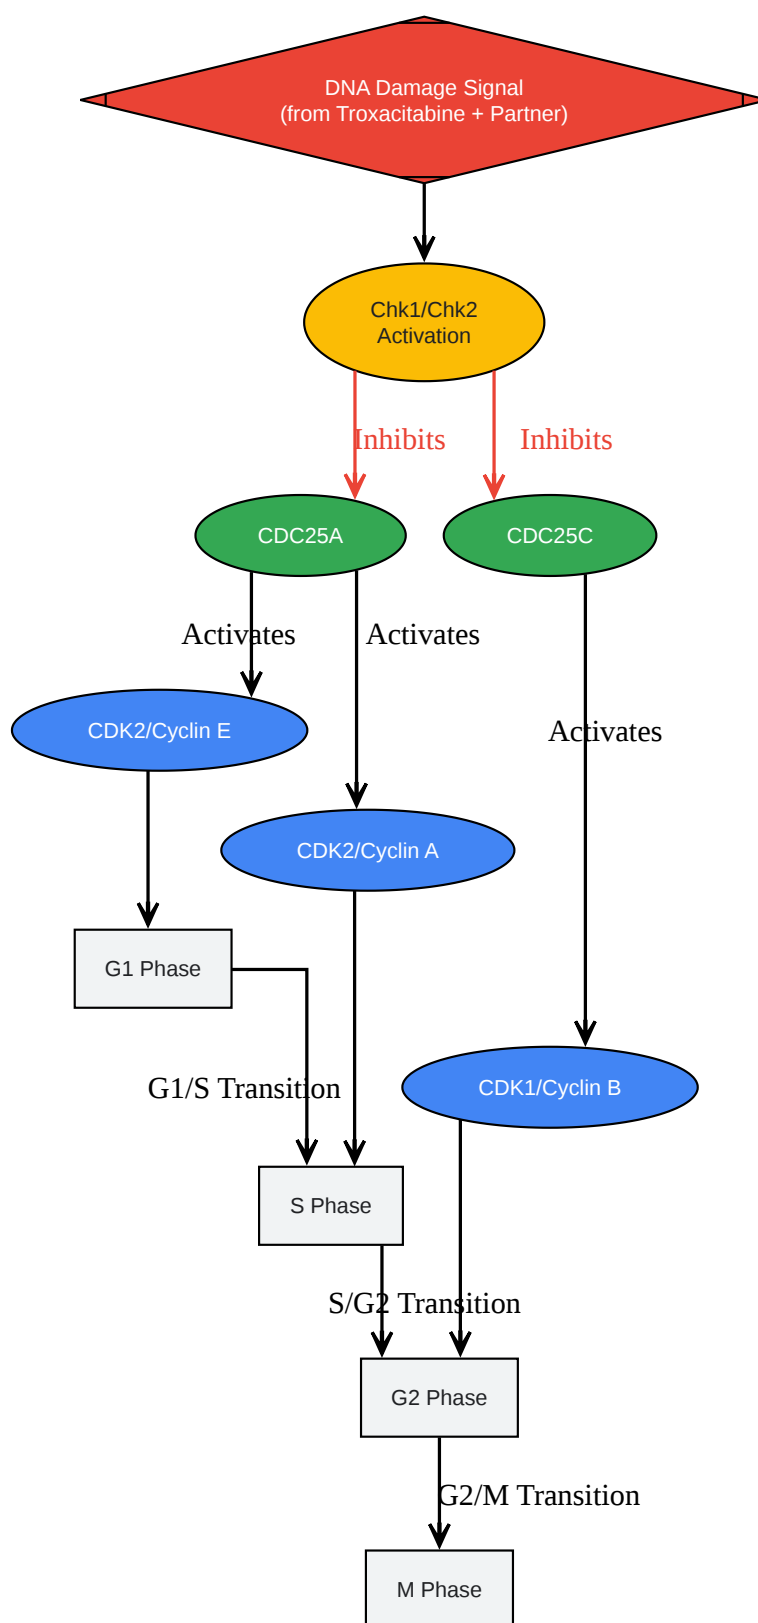 DNA Damage Signal
(from Troxacitabine + Partner)
Chk1/Chk2
Activation
Inhibits
Inhibits
CDC25A
CDC25C
Activates
Activates
CDK2/Cyclin E
Activates
CDK2/Cyclin A
G1 Phase
G1/S Transition
CDK1/Cyclin B
S Phase
S/G2 Transition
G2 Phase
G2/M Transition
M Phase